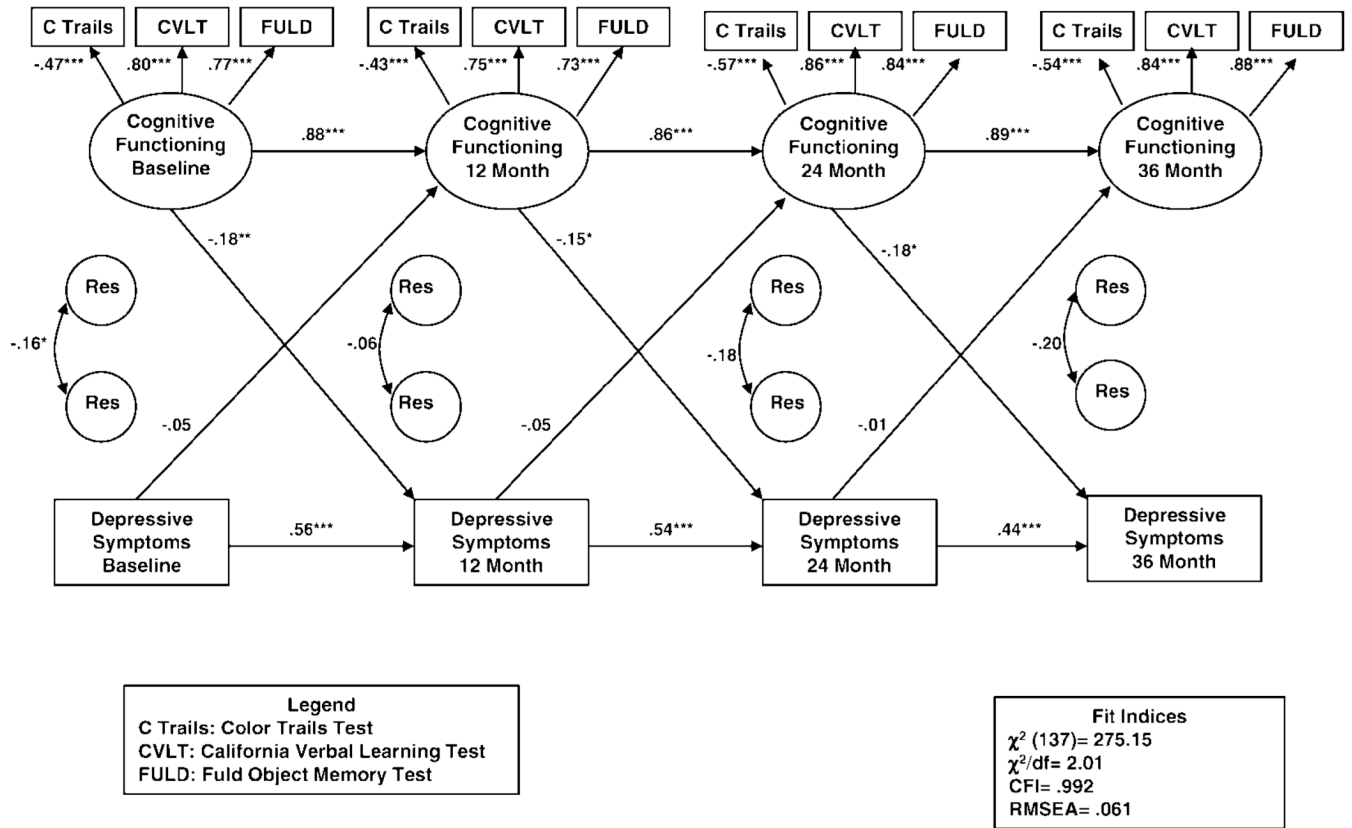 C Trails
CVLT
FULD
C Trails
CVLT
FULD
C Trails
CVLT
FULD
C Trails
CVLT
FULD
-.47***
.80***
.77***
-.43***
.75***
.73***
-.57***
.86***
.84***
-.54***
.84***
.88***
Cognitive
Functioning
Baseline
.88***
Cognitive
Functioning
12 Month
.86***
Cognitive
Functioning
24 Month
.89***
Cognitive
Functioning
36 Month
-.18**
-.15*
-.18*
Res
Res
Res
Res
-.16*
-.06
-.18
-.20
Res
Res
Res
Res
-.05
-.05
-.01
Depressive
Symptoms
Baseline
.56***
Depressive
Symptoms
12 Month
.54***
Depressive
Symptoms
24 Month
.44***
Depressive
Symptoms
36 Month
Legend
C Trails: Color Trails Test
CVLT: California Verbal Learning Test
FULD: Fuld Object Memory Test
Fit Indices
χ² (137)= 275.15
χ²/df= 2.01
CFI= .992
RMSEA= .061